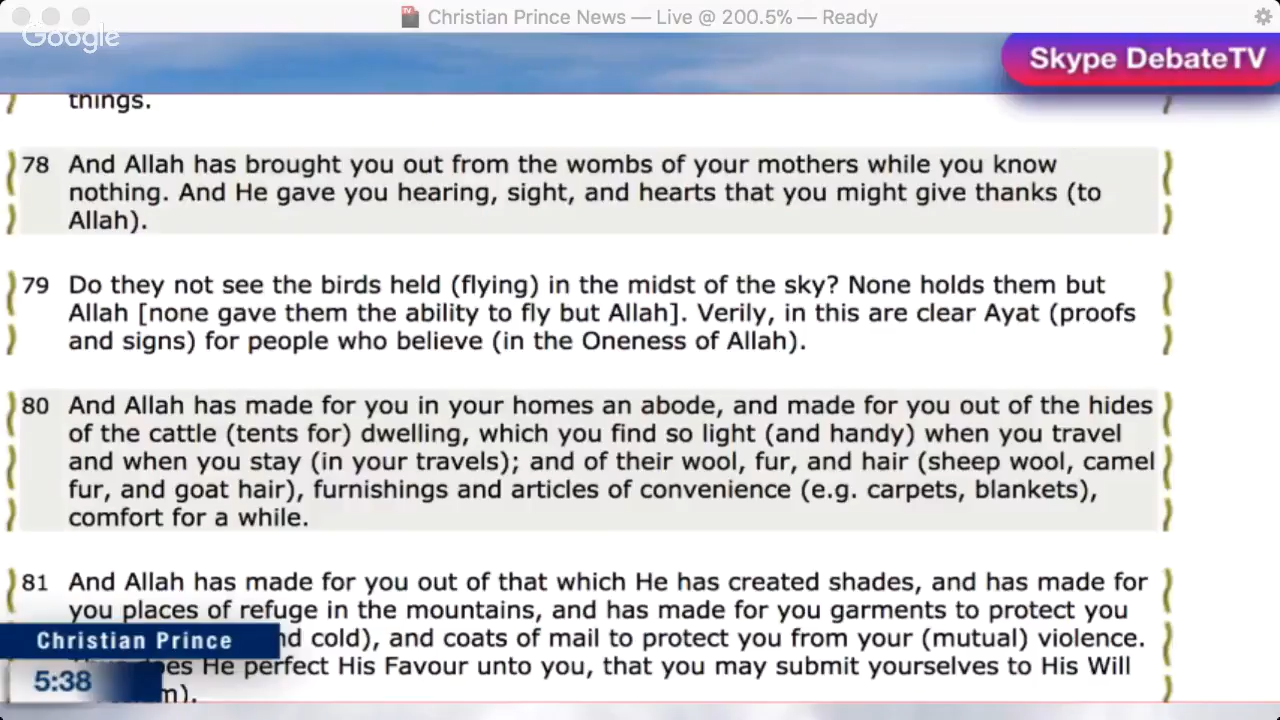 Christian Prince News — Live @ 200.5% — Ready
Google
Skype DebateTV
things.
78 And Allah has brought you out from the wombs of your mothers while you know
nothing. And He gave you hearing, sight, and hearts that you might give thanks (to
Allah).
79 Do they not see the birds held (flying) in the midst of the sky? None holds them but
Allah [none gave them the ability to fly but Allah]. Verily, in this are clear Ayat (proofs
and signs) for people who believe (in the Oneness of Allah).
80 And Allah has made for you in your homes an abode, and made for you out of the hides
of the cattle (tents for) dwelling, which you find so light (and handy) when you travel
and when you stay (in your travels); and of their wool, fur, and hair (sheep wool, camel
fur, and goat hair), furnishings and articles of convenience (e.g. carpets, blankets),
comfort for a while.
81 And Allah has made for you out of that which He has created shades, and has made for
you places of refuge in the mountains, and has made for you garments to protect you
cold), and coats of mail to protect you from your (mutual) violence.
He perfect His Favour unto you, that you may submit yourselves to His Will
Christian Prince
5:38